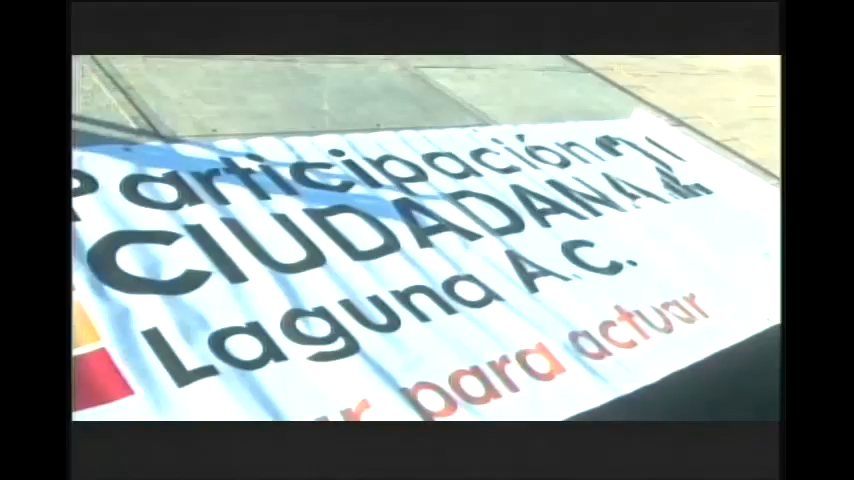 Participación
CIUDADANA
Laguna A.C.
para actuar